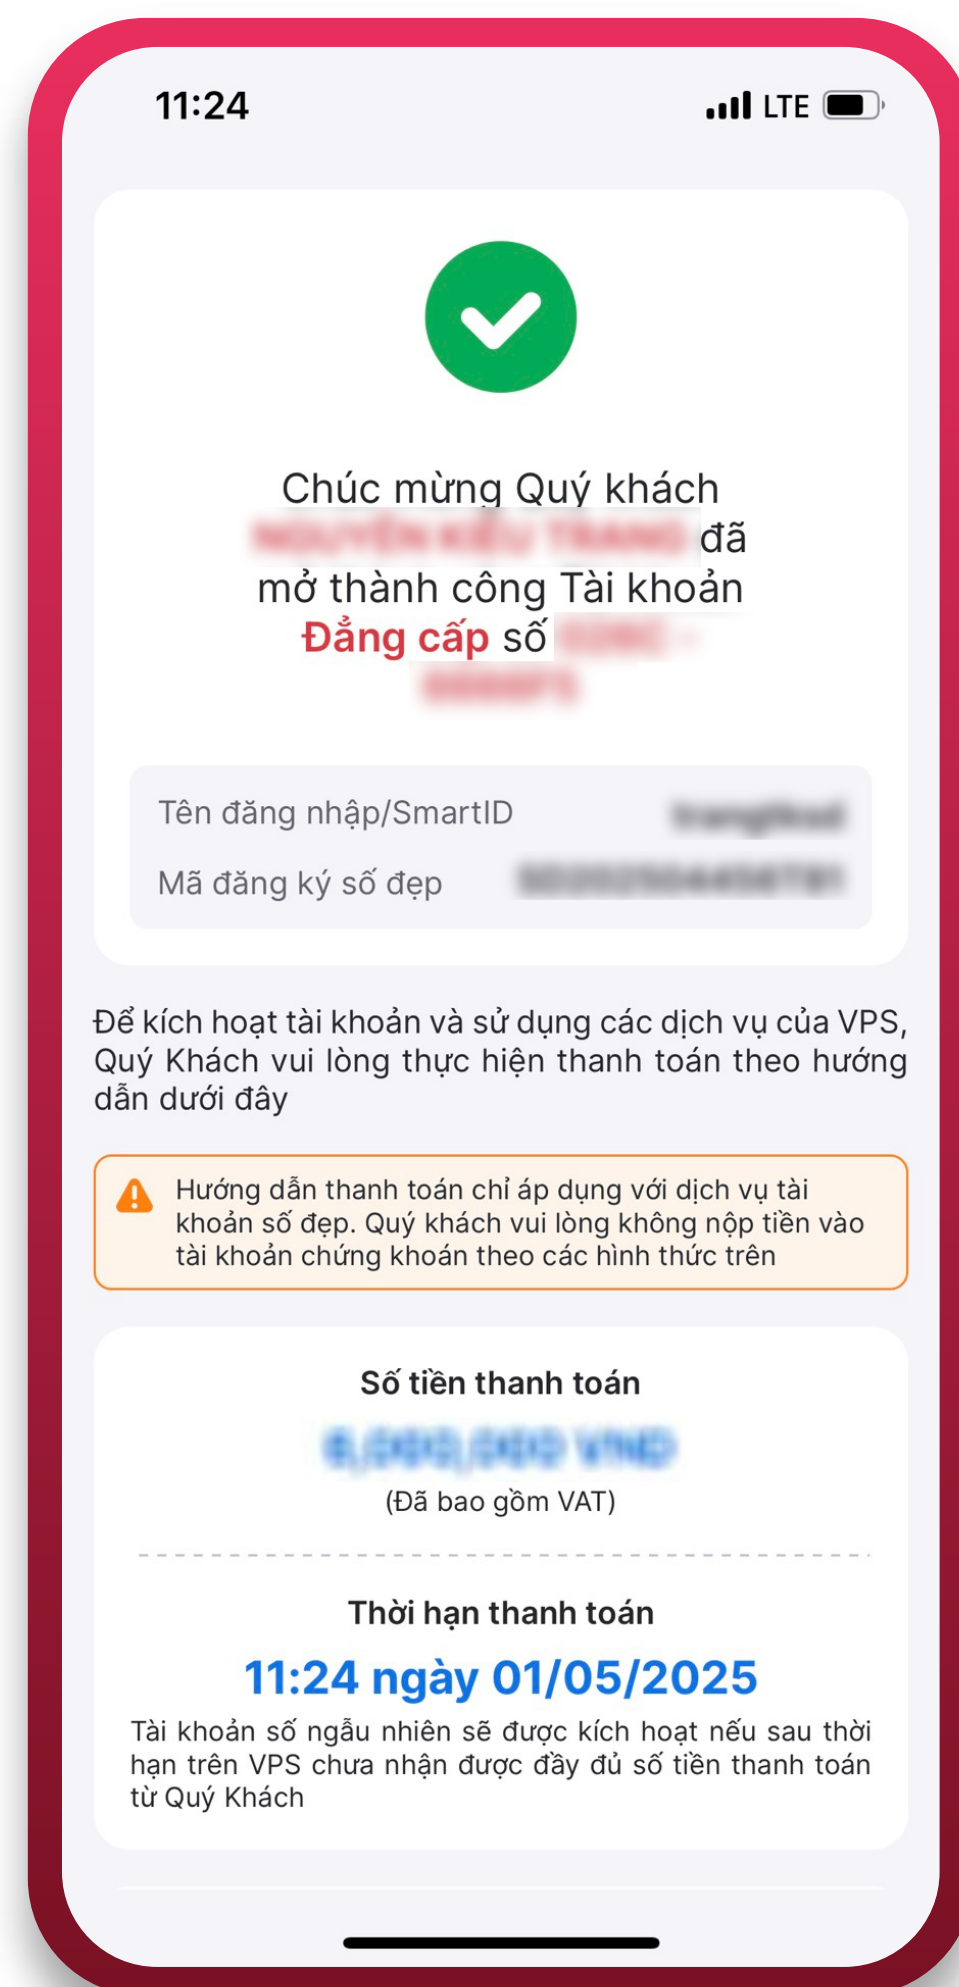 11:24
LTE
Chúc mừng Quý khách
đã
mở thành công Tài khoản
Đẳng cấp số
Tên đăng nhập/SmartID
Mã đăng ký số đẹp
Để kích hoạt tài khoản và sử dụng các dịch vụ của VPS,
Quý Khách vui lòng thực hiện thanh toán theo hướng
dẫn dưới đây
Hướng dẫn thanh toán chỉ áp dụng với dịch vụ tài
khoản số đẹp. Quý khách vui lòng không nộp tiền vào
tài khoản chứng khoán theo các hình thức trên
Số tiền thanh toán
(Đã bao gồm VAT)
Thời hạn thanh toán
11:24 ngày 01/05/2025
Tài khoản số ngẫu nhiên sẽ được kích hoạt nếu sau thời
hạn trên VPS chưa nhận được đầy đủ số tiền thanh toán
từ Quý Khách